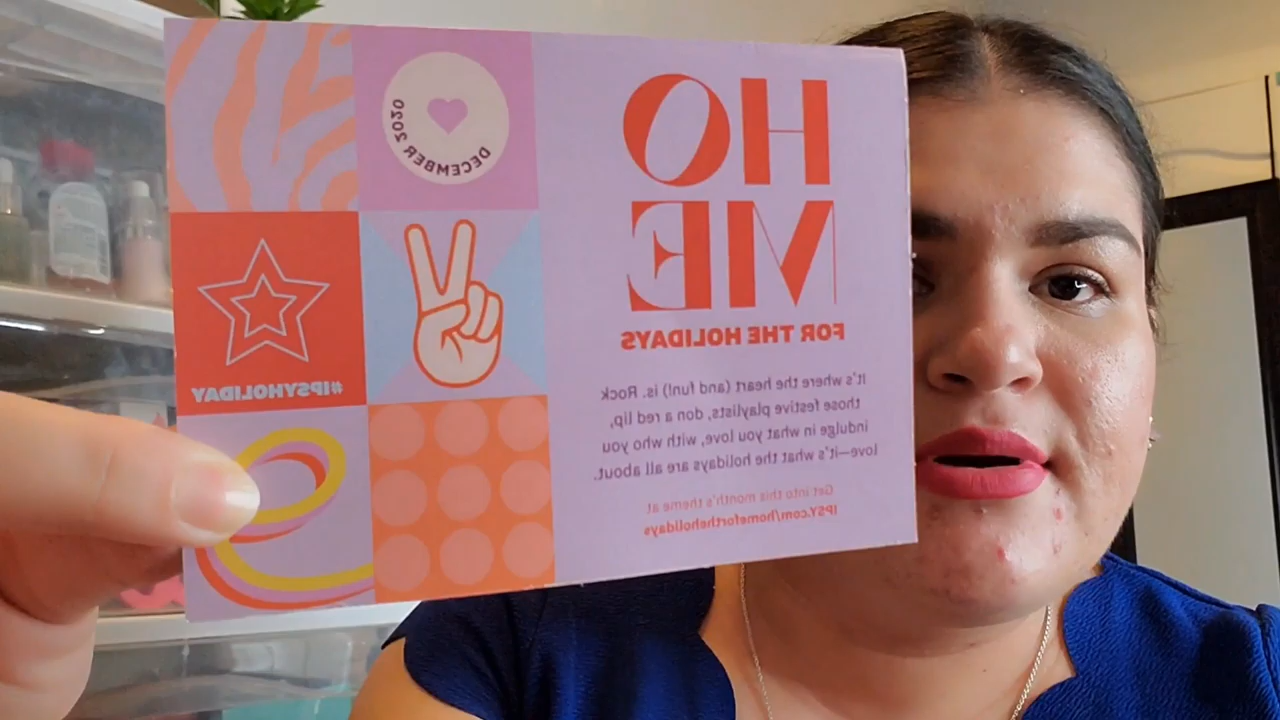 HO
ME
FOR THE HOLIDAYS
It's where the heart (and fun!) is. Rock
those festive playlists, don a red lip,
indulge in what you love, with who you
love—it's what the holidays are all about.
Get into this month's theme at
IPSY.com/homefortheholidays
DECEMBER 2020
#IPSYHOLIDAY